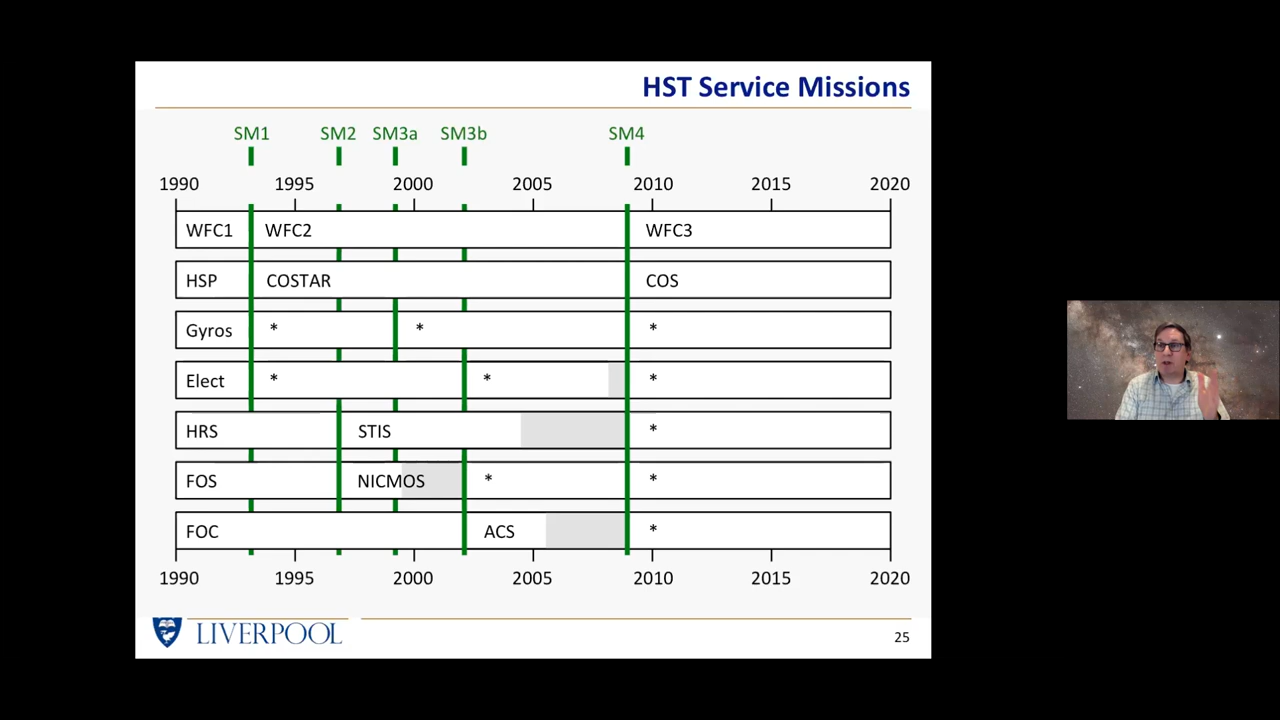 HST Service Missions
SM1 SM2 SM3a SM3b SM4
1990 1995 2000 2005 2010 2015 2020
WFC1 WFC2 WFC3
HSP COSTAR COS
Gyros * * *
Elect * * *
HRS STIS *
FOS NICMOS * *
FOC ACS *
1990 1995 2000 2005 2010 2015 2020
LIVERPOOL
25